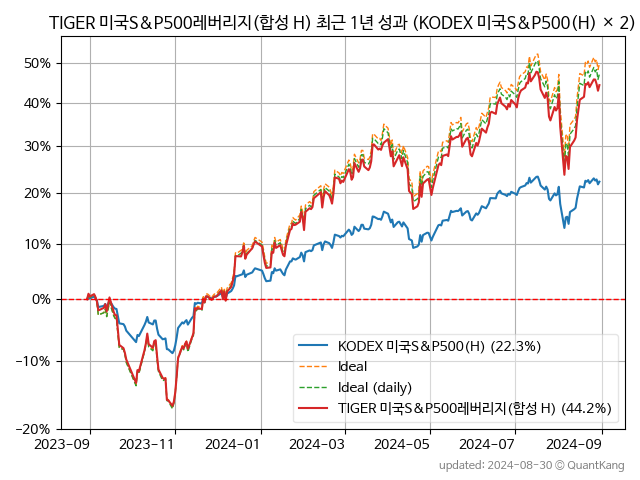 TIGER 미국S&P500레버리지(합성 H) 최근 1년 성과 (KODEX 미국S&P500(H) × 2)
50%
40%
30%
20%
10%
0%
−10%
−20%
KODEX 미국S&P500(H) (22.3%)
Ideal
Ideal (daily)
TIGER 미국S&P500레버리지(합성 H) (44.2%)
2023-09 2023-11 2024-01 2024-03 2024-05 2024-07 2024-09
updated: 2024-08-30 © QuantKang